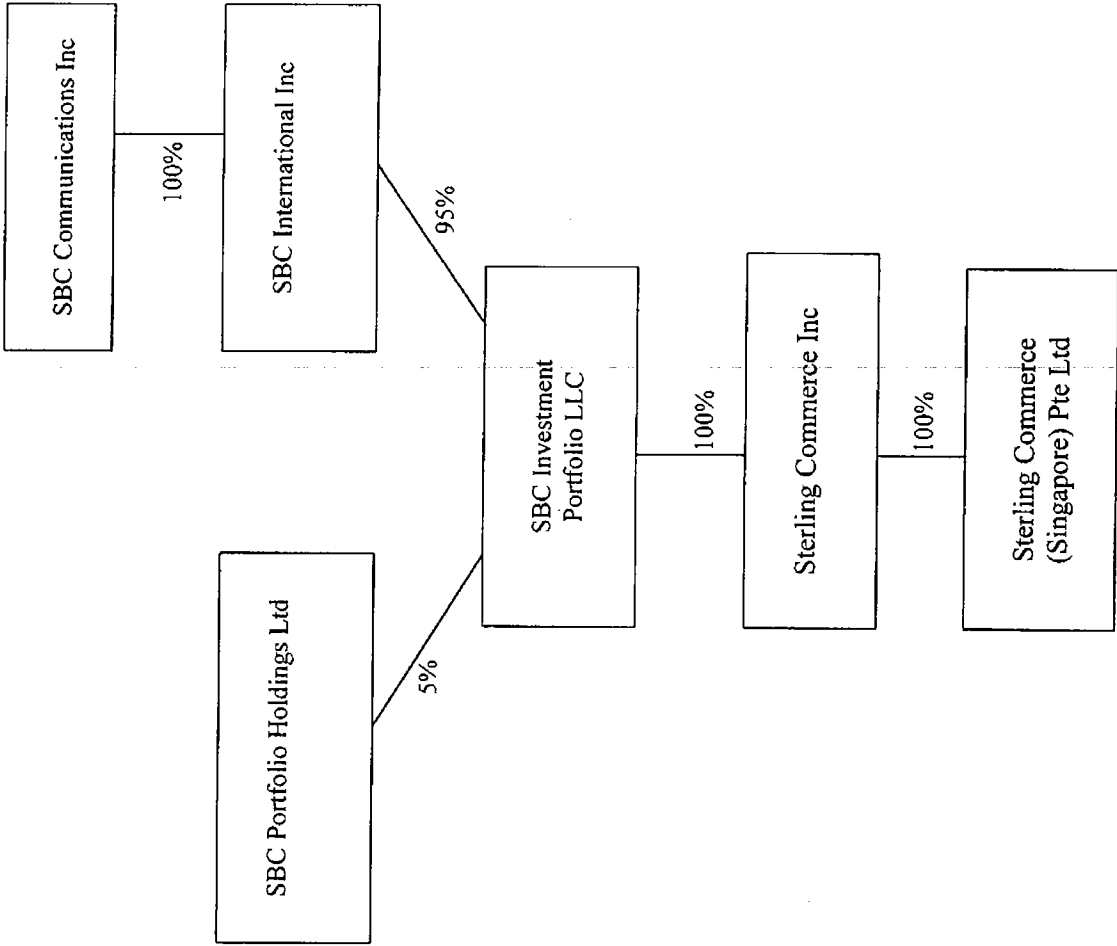 SBC Communications Inc
100%
SBC International Inc
95%
SBC Portfolio Holdings Ltd
5%
SBC Investment
Portfolio LLC
100%
Sterling Commerce Inc
100%
Sterling Commerce
(Singapore) Pte Ltd